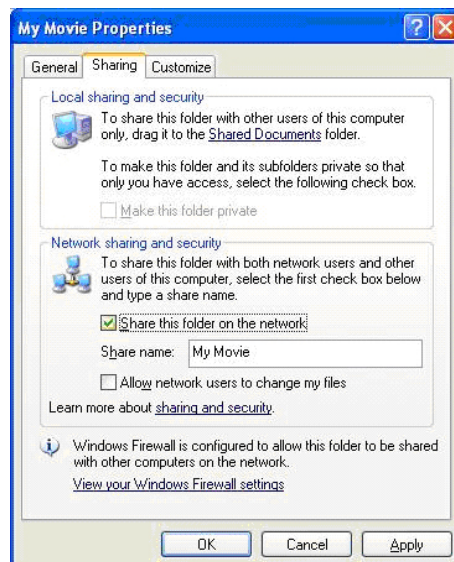 My Movie Properties
General Sharing Customize
Local sharing and security
To share this folder with other users of this computer
only, drag it to the Shared Documents folder.
To make this folder and its subfolders private so that
only you have access, select the following check box.
Make this folder private
Network sharing and security
To share this folder with both network users and other
users of this computer, select the first check box below
and type a share name.
Share this folder on the network
Share name: My Movie
Allow network users to change my files
Learn more about sharing and security.
Windows Firewall is configured to allow this folder to be shared
with other computers on the network.
View your Windows Firewall settings
OK Cancel Apply